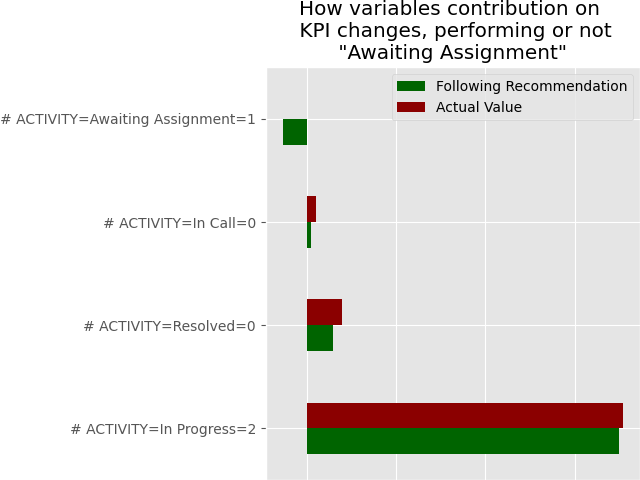 How variables contribution on
KPI changes, performing or not
"Awaiting Assignment"
Following Recommendation
Actual Value
# ACTIVITY=Awaiting Assignment=1
# ACTIVITY=In Call=0
# ACTIVITY=Resolved=0
# ACTIVITY=In Progress=2